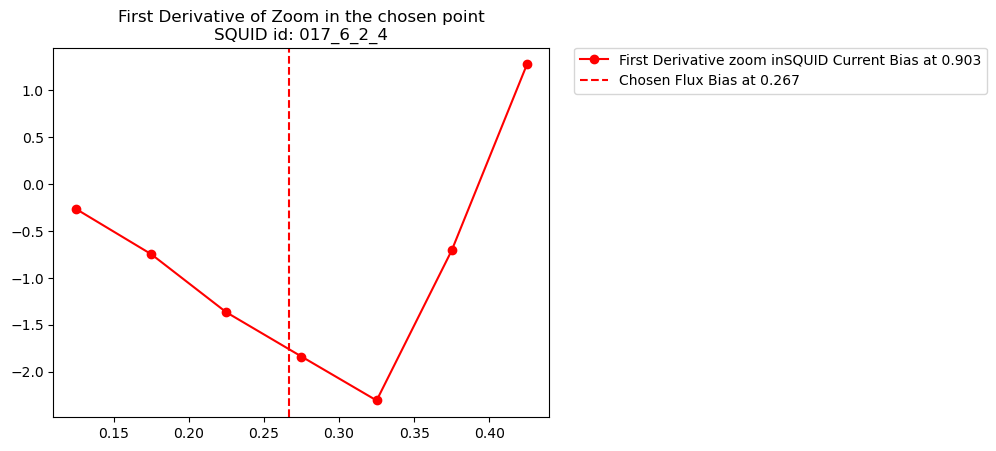 First Derivative of Zoom in the chosen point
SQUID id: 017_6_2_4
First Derivative zoom inSQUID Current Bias at 0.903
Chosen Flux Bias at 0.267
1.0
0.5
0.0
−0.5
−1.0
−1.5
−2.0
0.15 0.20 0.25 0.30 0.35 0.40